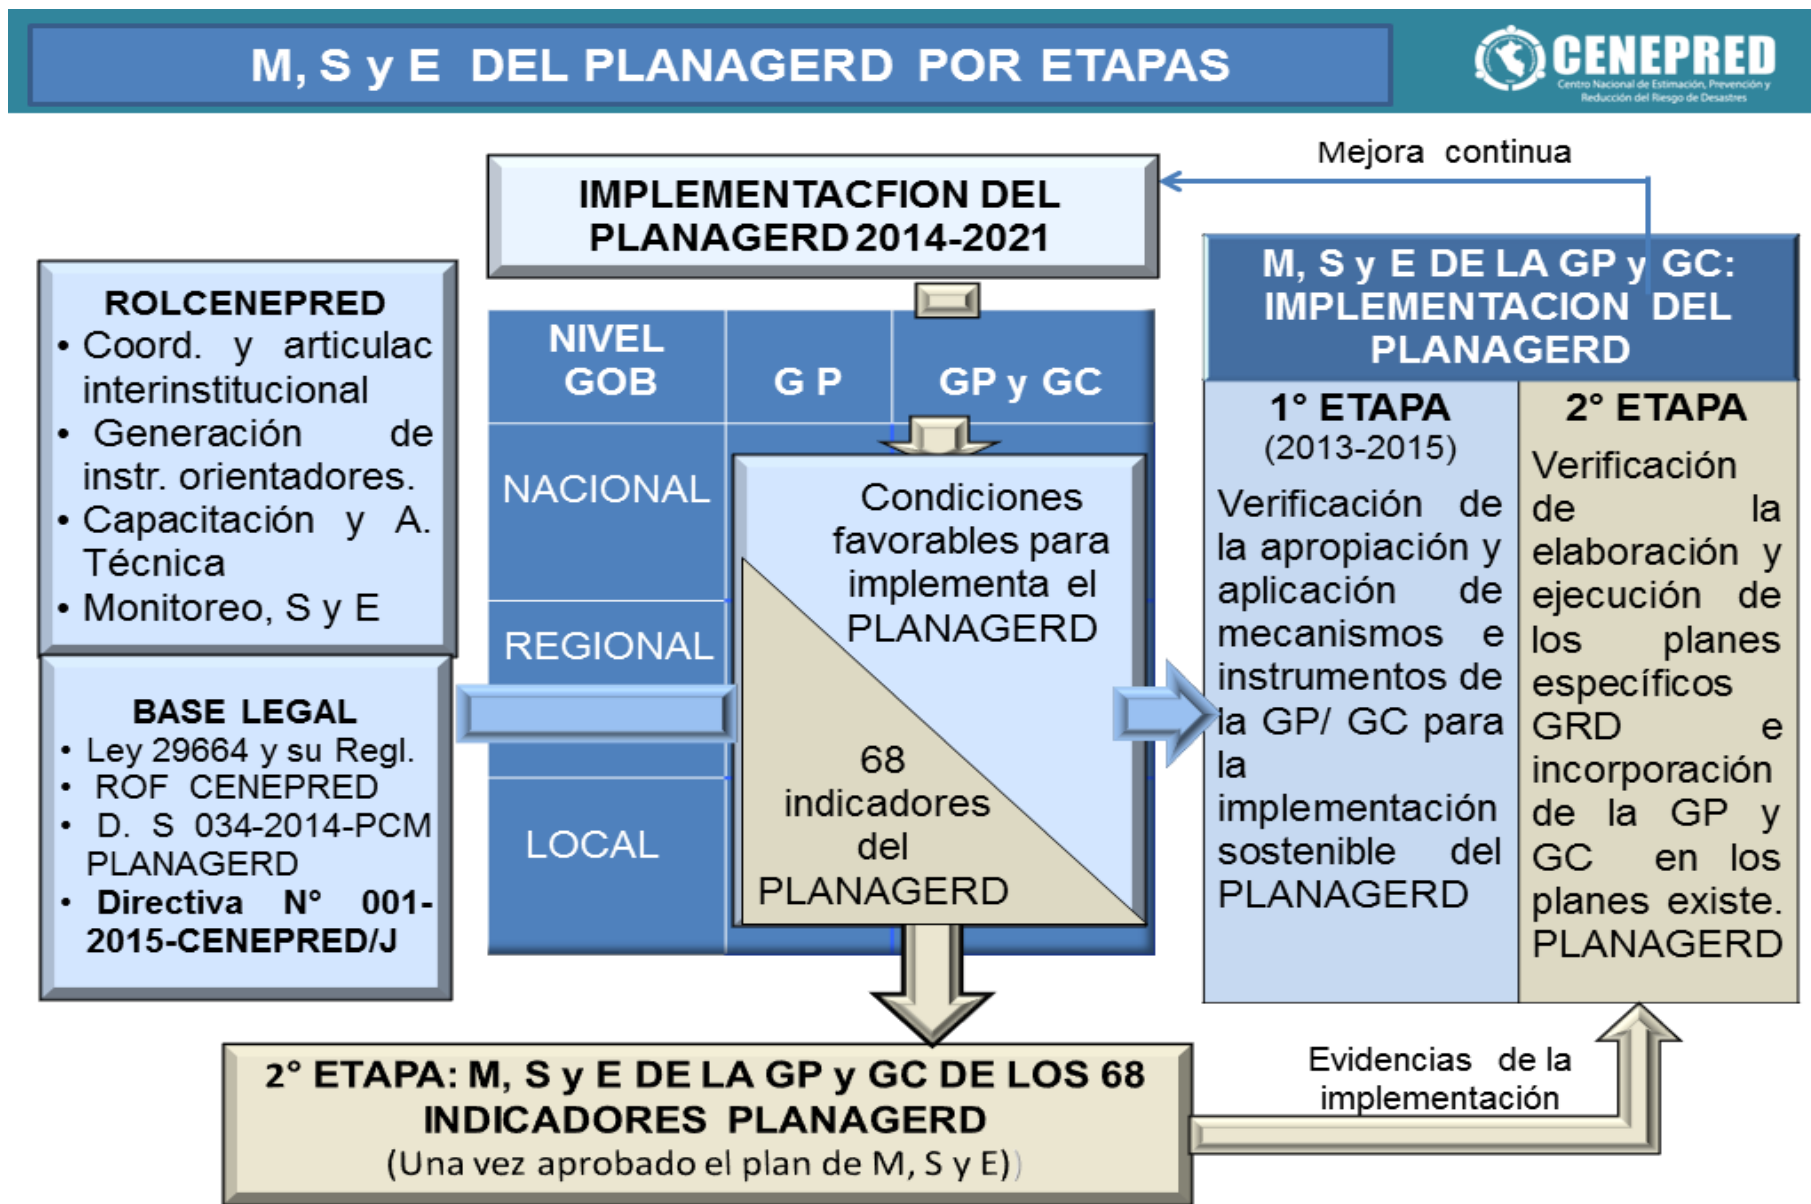 M, S y E DEL PLANAGERD POR ETAPAS
CENEPRED
Centro Nacional de Estimación, Prevención y
Reducción del Riesgo de Desastres
Mejora continua
IMPLEMENTACFION DEL
PLANAGERD 2014-2021
ROLCENEPRED
• Coord. y articulac
interinstitucional
• Generación de
instr. orientadores.
• Capacitación y A.
Técnica
• Monitoreo, S y E
BASE LEGAL
• Ley 29664 y su Regl.
• ROF CENEPRED
• D. S 034-2014-PCM
PLANAGERD
• Directiva N° 001-
2015-CENEPRED/J
NIVEL
GOB
G P
GP y GC
NACIONAL
REGIONAL
LOCAL
Condiciones
favorables para
implementa el
PLANAGERD
68
indicadores
del
PLANAGERD
M, S y E DE LA GP y GC:
IMPLEMENTACION DEL
PLANAGERD
1° ETAPA
(2013-2015)
Verificación de
la apropiación y
aplicación de
mecanismos e
instrumentos de
la GP/ GC para
la
implementación
sostenible del
PLANAGERD
2° ETAPA
Verificación
de la
elaboración y
ejecución de
los planes
específicos
GRD e
incorporación
de la GP y
GC en los
planes existe.
PLANAGERD
2° ETAPA: M, S y E DE LA GP y GC DE LOS 68
INDICADORES PLANAGERD
(Una vez aprobado el plan de M, S y E))
Evidencias de la
implementación